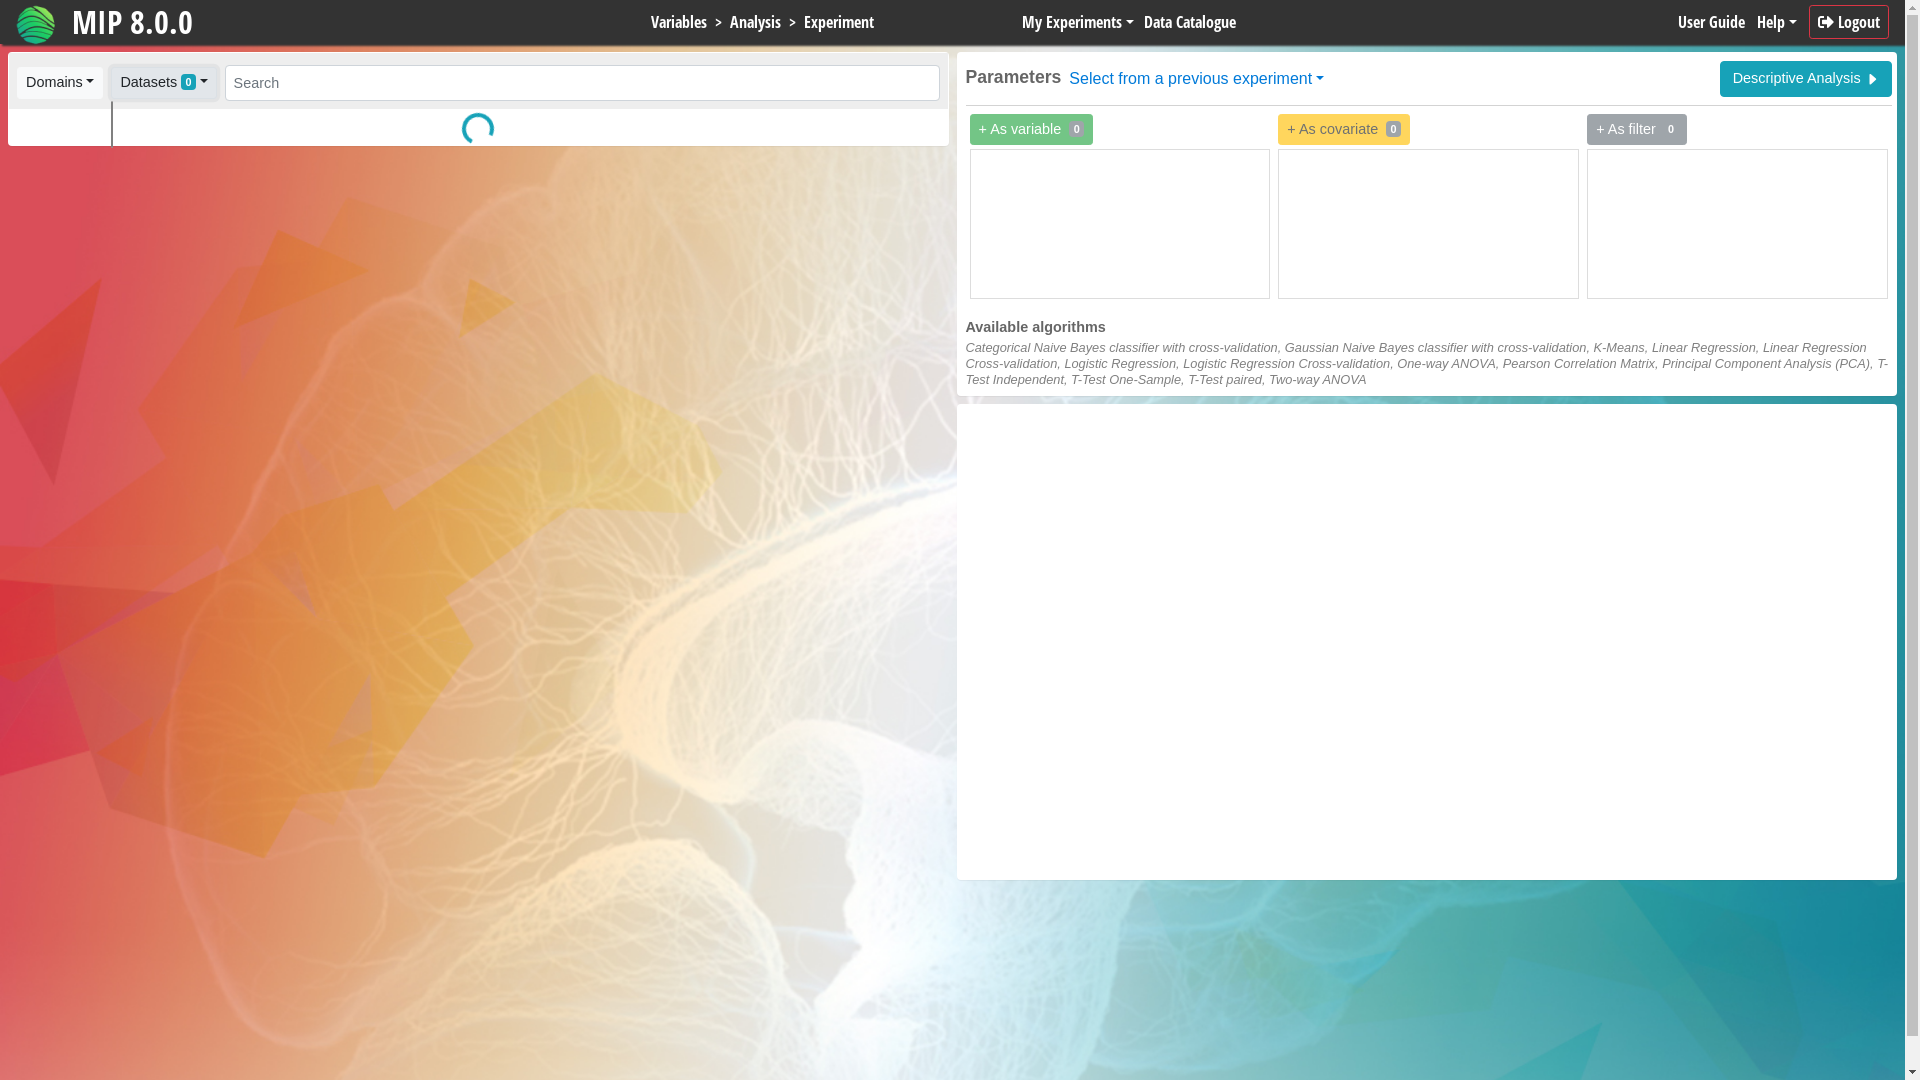 MIP 8.0.0
Variables > Analysis > Experiment
My Experiments Data Catalogue
User Guide Help Logout
Domains Datasets 0 Search
Parameters Select from a previous experiment
Descriptive Analysis
+ As variable 0
+ As covariate 0
+ As filter 0
Available algorithms
Categorical Naive Bayes classifier with cross-validation, Gaussian Naive Bayes classifier with cross-validation, K-Means, Linear Regression, Linear Regression
Cross-validation, Logistic Regression, Logistic Regression Cross-validation, One-way ANOVA, Pearson Correlation Matrix, Principal Component Analysis (PCA), T-
Test Independent, T-Test One-Sample, T-Test paired, Two-way ANOVA